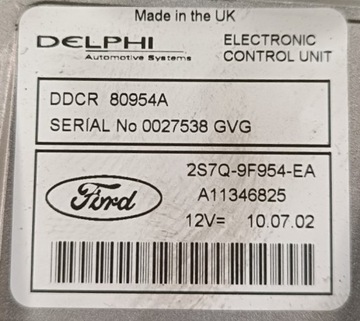 Made in the UK
DELPHI
Automotive Systems
ELECTRONIC
CONTROL UNIT
DDCR 80954A
SERIAL No 0027538 GVG
Ford
2S7Q-9F954-EA
A11346825
12V= 10.07.02